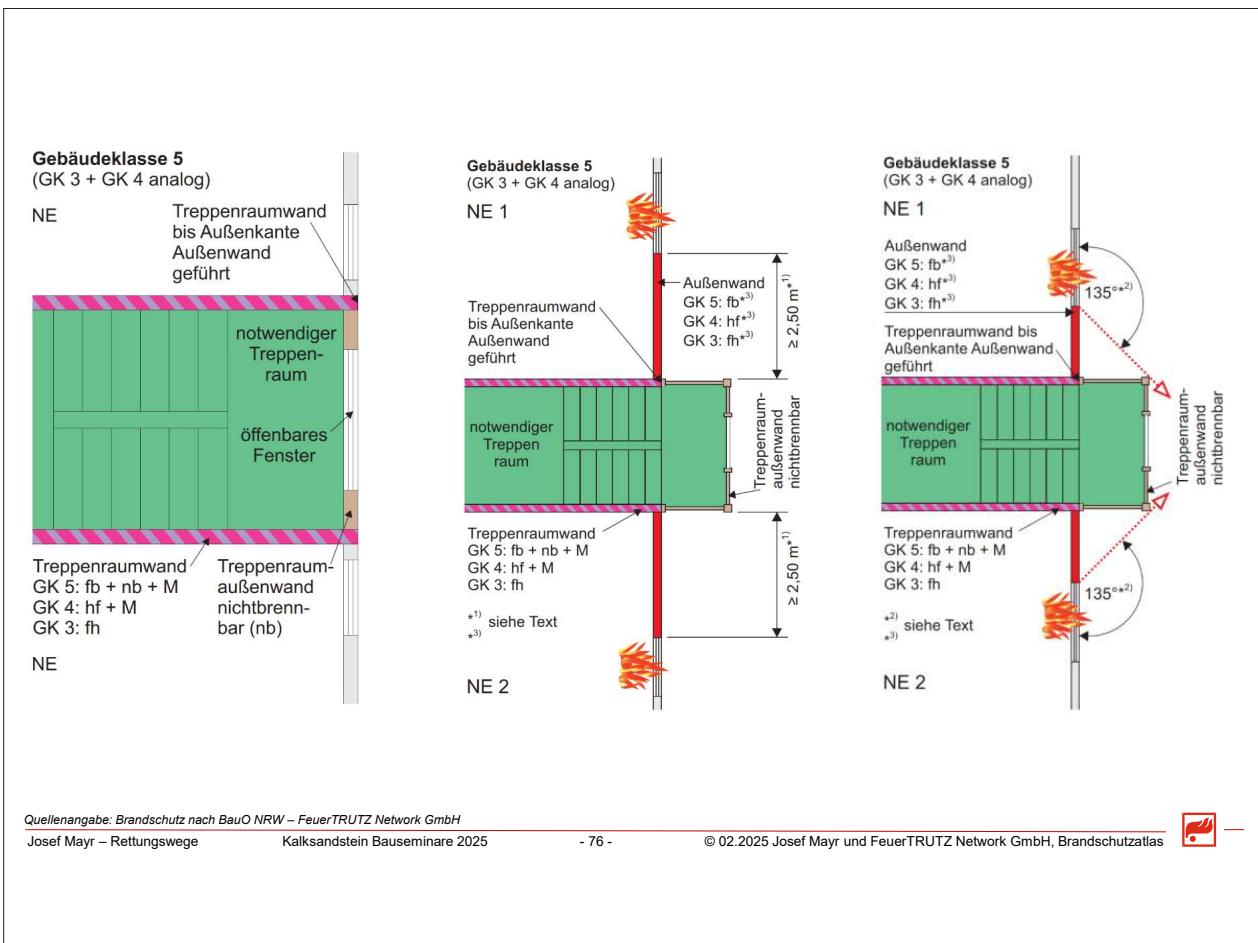 Gebäudeklasse 5
(GK 3 + GK 4 analog)
NE
Treppenraumwand
bis Außenkante
Außenwand
geführt
notwendiger
Treppen-
raum
öffenbares
Fenster
Treppenraumwand
GK 5: fb + nb + M
GK 4: hf + M
GK 3: fh
Treppenraum-
außenwand
nichtbrenn-
bar (nb)
NE
Gebäudeklasse 5
(GK 3 + GK 4 analog)
NE 1
Außenwand
GK 5: fb*3)
GK 4: hf*3)
GK 3: fh*3)
≥ 2,50 m*1)
Treppenraumwand
bis Außenkante
Außenwand
geführt
notwendiger
Treppen
raum
Treppenraum-
außenwand
nichtbrennbar
Treppenraumwand
GK 5: fb + nb + M
GK 4: hf + M
GK 3: fh
≥ 2,50 m*1)
*1) siehe Text
*3)
NE 2
Gebäudeklasse 5
(GK 3 + GK 4 analog)
NE 1
Außenwand
GK 5: fb*3)
GK 4: hf*3)
GK 3: fh*3)
135°*2)
Treppenraumwand bis
Außenkante Außenwand
geführt
notwendiger
Treppen
raum
Treppenraum-
außenwand
nichtbrennbar
Treppenraumwand
GK 5: fb + nb + M
GK 4: hf + M
GK 3: fh
135°*2)
*2) siehe Text
*3)
NE 2
Quellenangabe: Brandschutz nach BauO NRW – FeuerTRUTZ Network GmbH
Josef Mayr – Rettungswege Kalksandstein Bauseminare 2025 - 76 - © 02.2025 Josef Mayr und FeuerTRUTZ Network GmbH, Brandschutzatlas